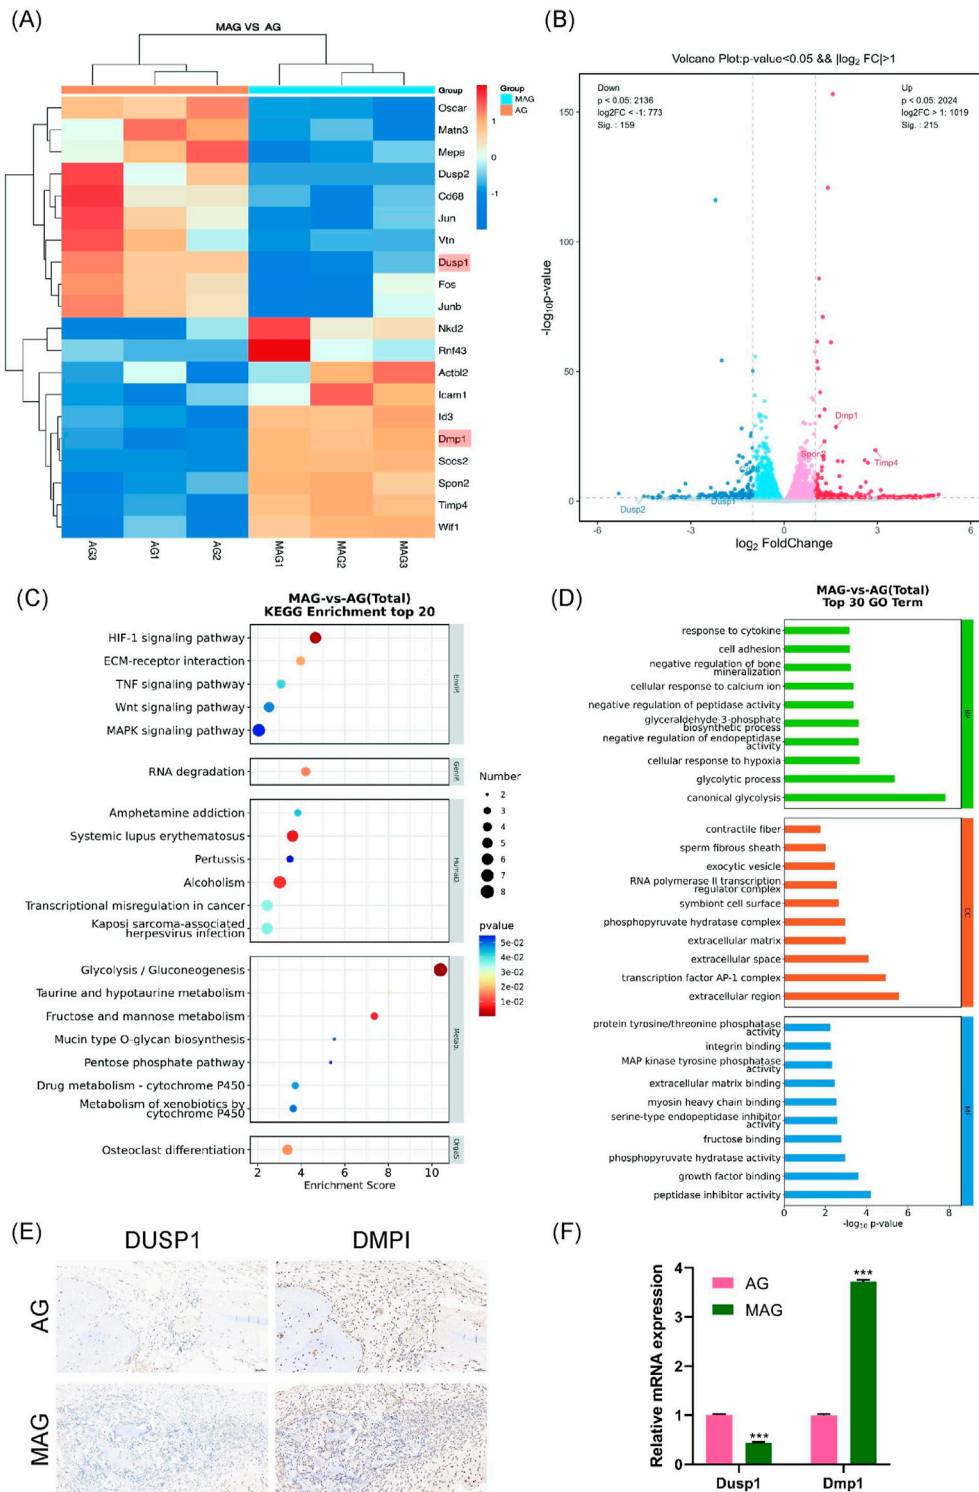 (A)
MAG VS AG
Group
Oscar
Matn3
Mepe
Dusp2
Cd68
Jun
Vtn
Dusp1
Fos
Junb
Nkd2
Rnf43
Actbl2
Icam1
Id3
Dmp1
Socs2
Spon2
Timp4
Wif1
AG3
AG1
AG2
MAG1
MAG2
MAG3
1
0
-1
Group
MAG
AG
(B)
Volcano Plot:p-value<0.05 && |log2 FC|>1
Down
p < 0.05: 2136
log2FC < -1: 773
Sig. : 159
Up
p < 0.05: 2024
log2FC > 1: 1019
Sig. : 215
-log10p-value
150
100
50
0
Dmp1
Spon2
Timp4
Dusp1
Dusp2
-6
-3
0
3
6
log2 FoldChange
(C)
MAG-vs-AG(Total)
KEGG Enrichment top 20
HIF-1 signaling pathway
ECM-receptor interaction
TNF signaling pathway
Wnt signaling pathway
MAPK signaling pathway
EnvIP.
RNA degradation
GenIP.
Amphetamine addiction
Systemic lupus erythematosus
Pertussis
Alcoholism
Transcriptional misregulation in cancer
Kaposi sarcoma-associated
herpesvirus infection
HumaD.
Glycolysis / Gluconeogenesis
Taurine and hypotaurine metabolism
Fructose and mannose metabolism
Mucin type O-glycan biosynthesis
Pentose phosphate pathway
Drug metabolism - cytochrome P450
Metabolism of xenobiotics by
cytochrome P450
Metab.
Osteoclast differentiation
OrgaS.
2
4
6
8
10
Enrichment Score
Number
2
3
4
5
6
7
8
pvalue
5e-02
4e-02
3e-02
2e-02
1e-02
(D)
MAG-vs-AG(Total)
Top 30 GO Term
response to cytokine
cell adhesion
negative regulation of bone
mineralization
cellular response to calcium ion
negative regulation of peptidase activity
glyceraldehyde-3-phosphate
biosynthetic process
negative regulation of endopeptidase
activity
cellular response to hypoxia
glycolytic process
canonical glycolysis
BP
contractile fiber
sperm fibrous sheath
exocytic vesicle
RNA polymerase II transcription
regulator complex
symbiont cell surface
phosphopyruvate hydratase complex
extracellular matrix
extracellular space
transcription factor AP-1 complex
extracellular region
CC
protein tyrosine/threonine phosphatase
activity
integrin binding
MAP kinase tyrosine phosphatase
activity
extracellular matrix binding
myosin heavy chain binding
serine-type endopeptidase inhibitor
activity
fructose binding
phosphopyruvate hydratase activity
growth factor binding
peptidase inhibitor activity
MF
0
2
4
6
8
-log10 p-value
(E)
DUSP1
DMPI
AG
MAG
(F)
Relative mRNA expression
4
3
2
1
0
AG
MAG
***
***
Dusp1
Dmp1